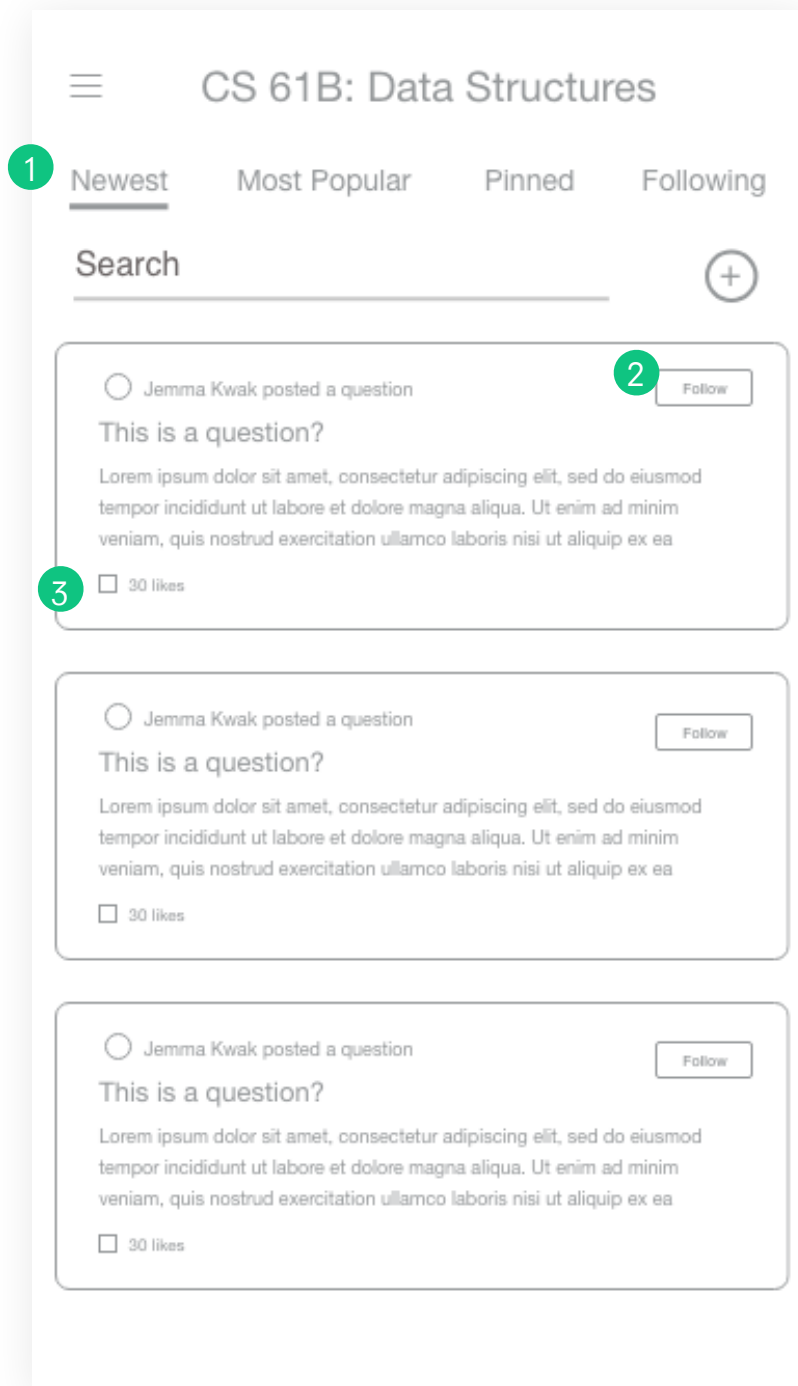 CS 61B: Data Structures
1
Newest Most Popular Pinned Following
Search
+
2
Jemma Kwak posted a question Follow
This is a question?
Lorem ipsum dolor sit amet, consectetur adipiscing elit, sed do eiusmod
tempor incididunt ut labore et dolore magna aliqua. Ut enim ad minim
veniam, quis nostrud exercitation ullamco laboris nisi ut aliquip ex ea
3
30 likes
Jemma Kwak posted a question Follow
This is a question?
Lorem ipsum dolor sit amet, consectetur adipiscing elit, sed do eiusmod
tempor incididunt ut labore et dolore magna aliqua. Ut enim ad minim
veniam, quis nostrud exercitation ullamco laboris nisi ut aliquip ex ea
30 likes
Jemma Kwak posted a question Follow
This is a question?
Lorem ipsum dolor sit amet, consectetur adipiscing elit, sed do eiusmod
tempor incididunt ut labore et dolore magna aliqua. Ut enim ad minim
veniam, quis nostrud exercitation ullamco laboris nisi ut aliquip ex ea
30 likes